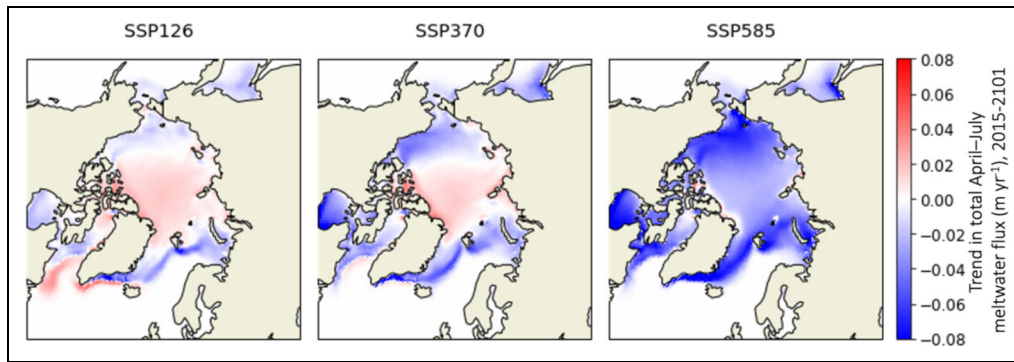 SSP126
SSP370
SSP585
0.08
0.06
0.04
0.02
0.00
−0.02
−0.04
−0.06
−0.08
Trend in total April–July
meltwater flux (m yr⁻¹), 2015-2101